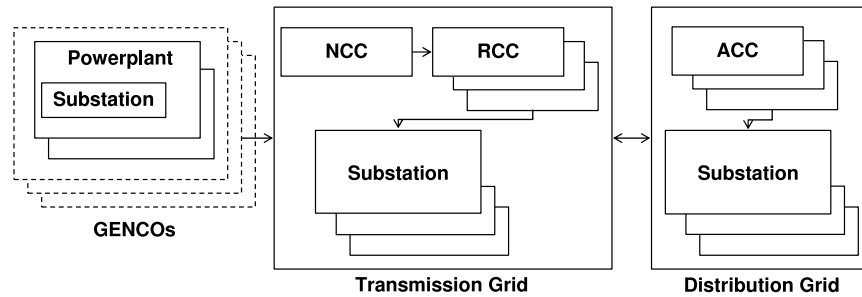 Powerplant
Substation
GENCOs
NCC
RCC
Substation
Transmission Grid
ACC
Substation
Distribution Grid